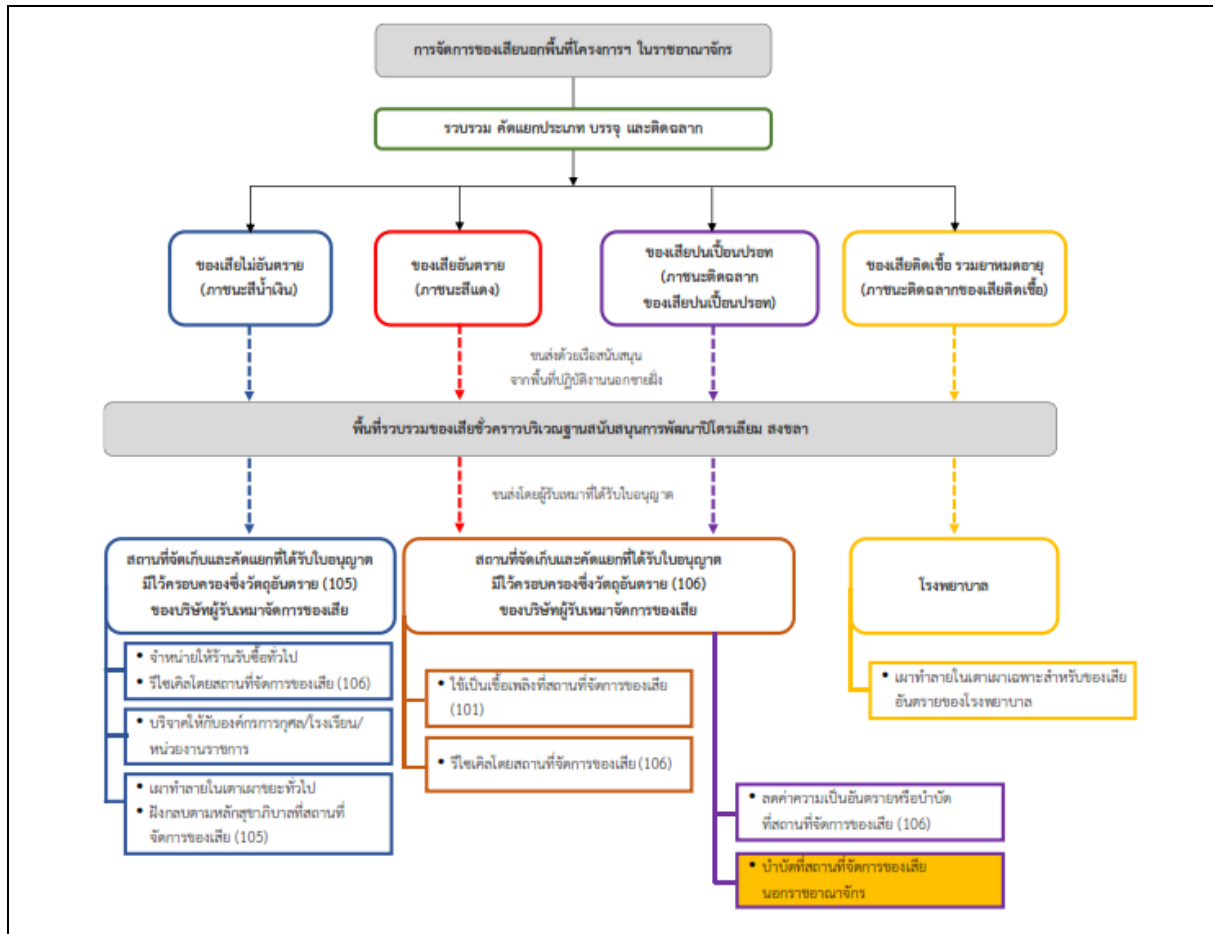 การจัดการของเสียนอกพื้นที่โครงการฯ ในราชอาณาจักร
รวบรวม คัดแยกประเภท บรรจุ และติดฉลาก
ของเสียไม่อันตราย
(ภาชนะสีน้ำเงิน)
ของเสียอันตราย
(ภาชนะสีแดง)
ของเสียปนเปื้อนปรอท
(ภาชนะติดฉลาก
ของเสียปนเปื้อนปรอท)
ของเสียติดเชื้อ รวมยาหมดอายุ
(ภาชนะติดฉลากของเสียติดเชื้อ)
ขนส่งด้วยเรือสนับสนุน
จากพื้นที่ปฏิบัติงานนอกชายฝั่ง
พื้นที่รวบรวมของเสียชั่วคราวบริเวณฐานสนับสนุนการพัฒนาปิโตรเลียม สงขลา
ขนส่งโดยผู้รับเหมาที่ได้รับใบอนุญาต
สถานที่จัดเก็บและคัดแยกที่ได้รับใบอนุญาต
มีไว้ครอบครองซึ่งวัตถุอันตราย (105)
ของบริษัทผู้รับเหมาจัดการของเสีย
• จำหน่ายให้ร้านรับซื้อทั่วไป
• รีไซเคิลโดยสถานที่จัดการของเสีย (106)
• บริจาคให้กับองค์กรการกุศล/โรงเรียน/
หน่วยงานราชการ
• เผาทำลายในเตาเผาขยะทั่วไป
• ฝังกลบตามหลักสุขาภิบาลที่สถานที่
จัดการของเสีย (105)
สถานที่จัดเก็บและคัดแยกที่ได้รับใบอนุญาต
มีไว้ครอบครองซึ่งวัตถุอันตราย (106)
ของบริษัทผู้รับเหมาจัดการของเสีย
• ใช้เป็นเชื้อเพลิงที่สถานที่จัดการของเสีย
(101)
• รีไซเคิลโดยสถานที่จัดการของเสีย (106)
• ลดค่าความเป็นอันตรายหรือบำบัด
ที่สถานที่จัดการของเสีย (106)
• บำบัดที่สถานที่จัดการของเสีย
นอกราชอาณาจักร
โรงพยาบาล
• เผาทำลายในเตาเผาเฉพาะสำหรับของเสีย
อันตรายของโรงพยาบาล